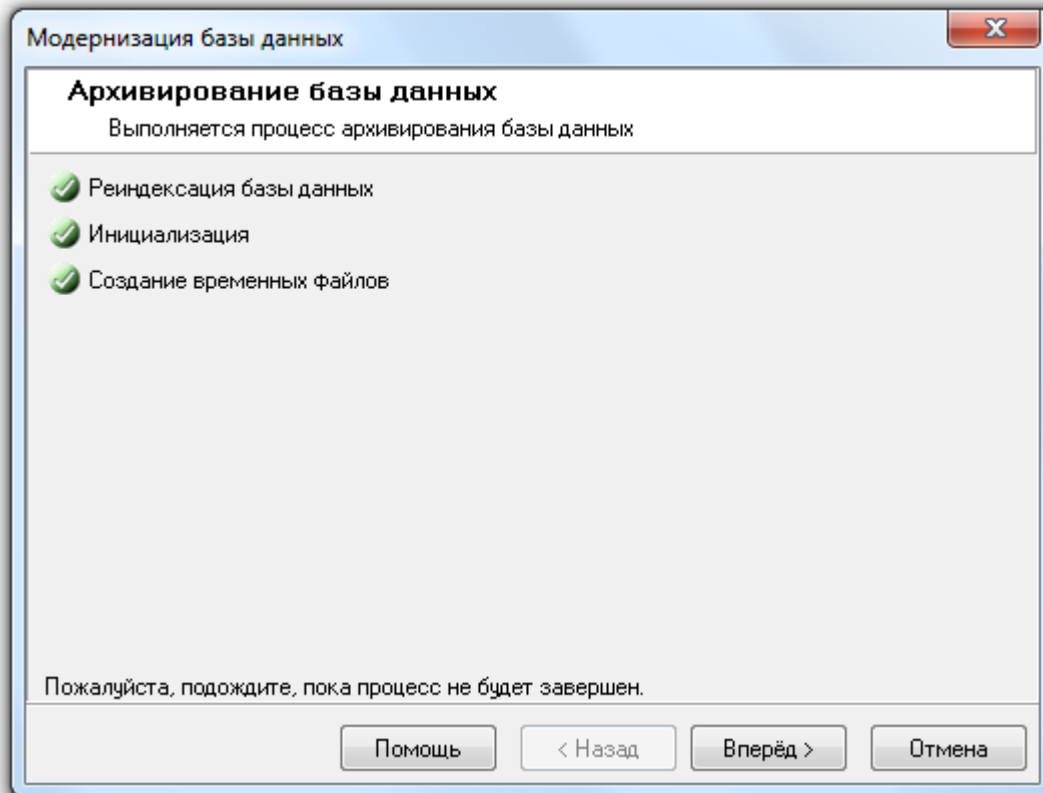 Модернизация базы данных
Архивирование базы данных
Выполняется процесс архивирования базы данных
Реиндексация базы данных
Инициализация
Создание временных файлов
Пожалуйста, подождите, пока процесс не будет завершен.
Помощь
< Назад
Вперёд >
Отмена